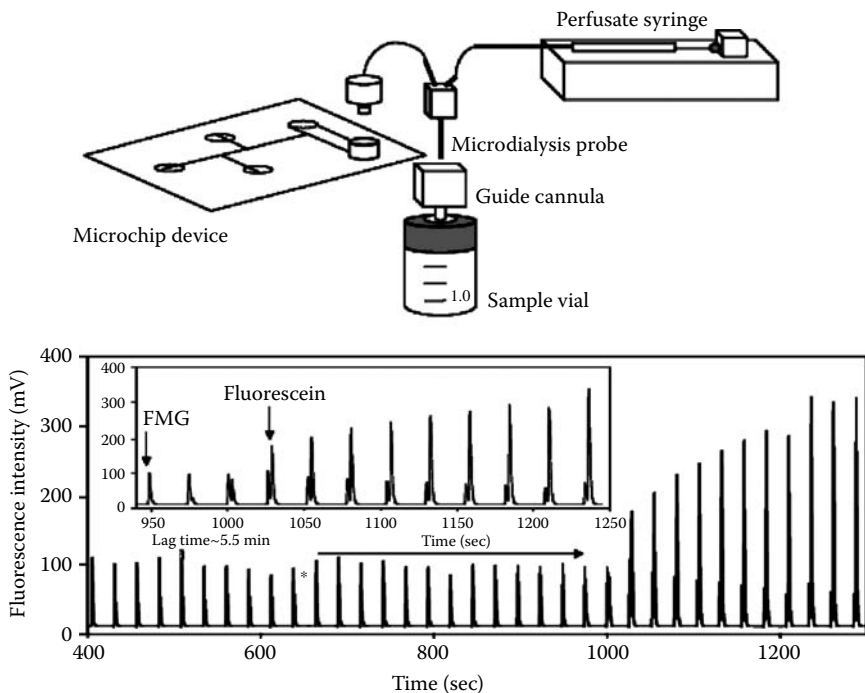 Perfusate syringe
Microdialysis probe
Guide cannula
Microchip device
1.0
Sample vial
Fluorescence intensity (mV)
400
300
200
100
0
400
300
200
100
0
FMG
Fluorescein
950
1000
1050
1100
1150
1200
1250
Lag time~5.5 min
Time (sec)
*
400
600
800
1000
1200
Time (sec)